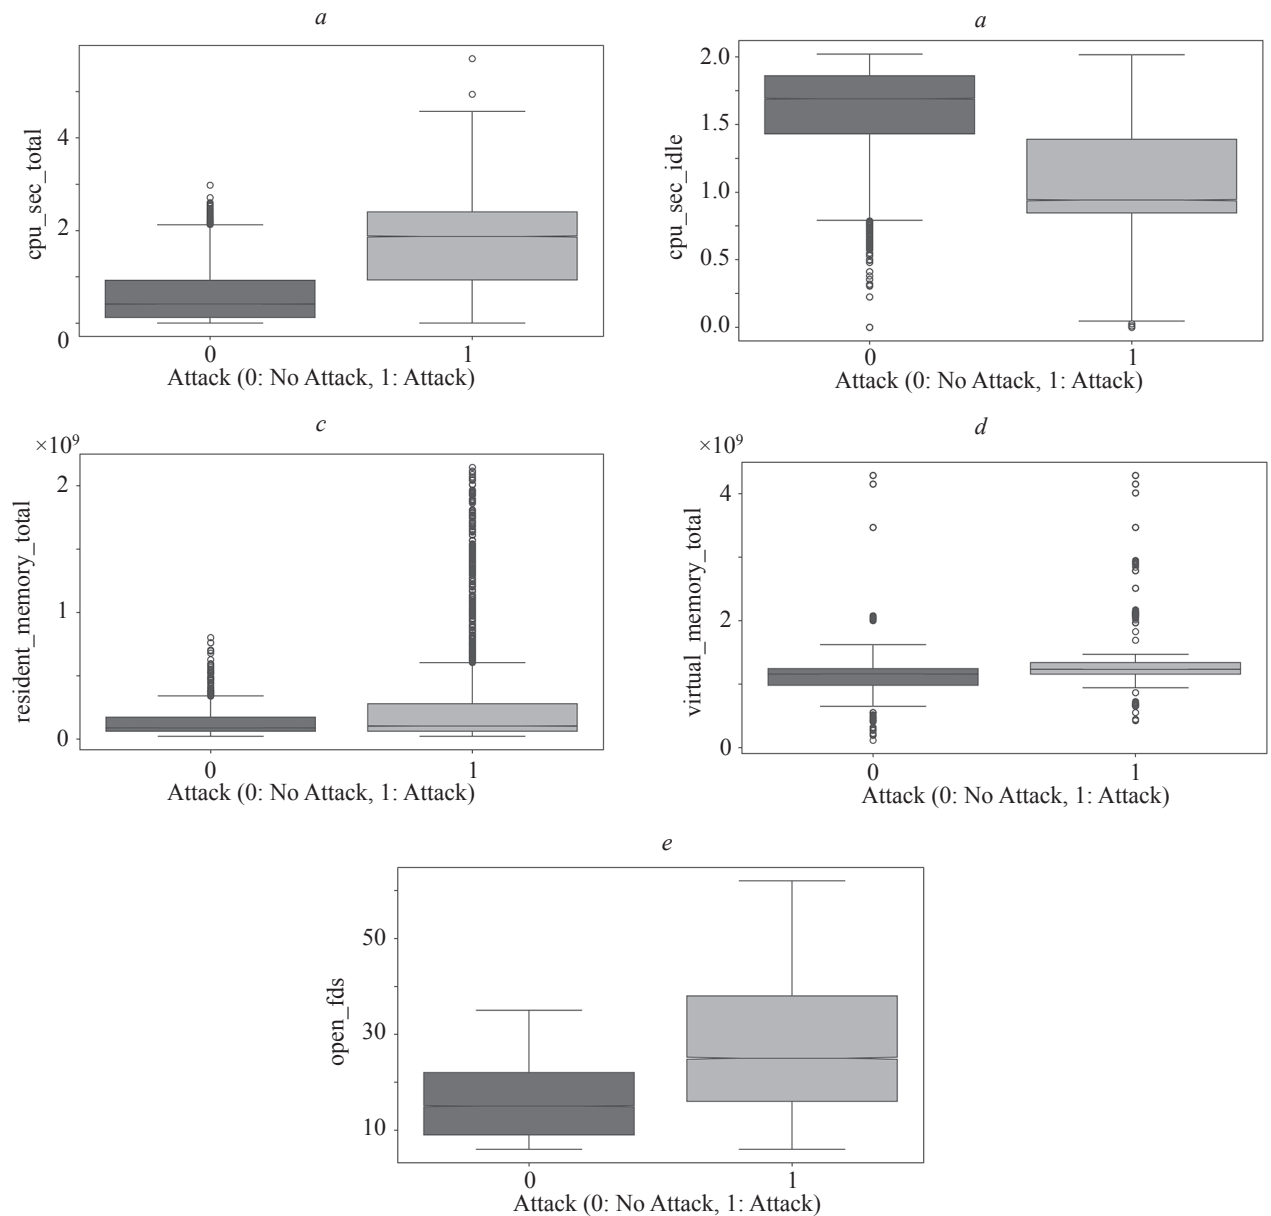 a
cpu_sec_total
4
2
0
0
1
Attack (0: No Attack, 1: Attack)
a
cpu_sec_idle
2.0
1.5
1.0
0.5
0.0
0
1
Attack (0: No Attack, 1: Attack)
c
×10⁹
resident_memory_total
2
1
0
0
1
Attack (0: No Attack, 1: Attack)
d
×10⁹
virtual_memory_total
4
2
0
0
1
Attack (0: No Attack, 1: Attack)
e
open_fds
50
30
10
0
1
Attack (0: No Attack, 1: Attack)